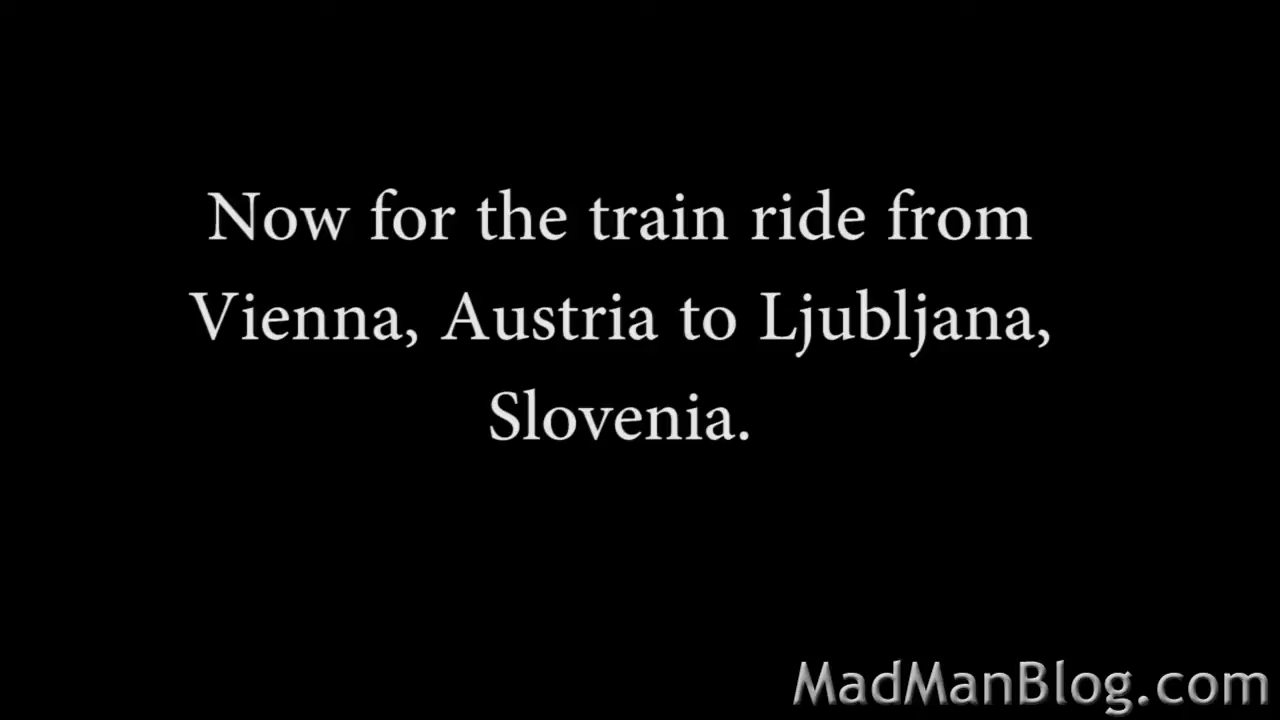 Now for the train ride from
Vienna, Austria to Ljubljana,
Slovenia.
MadManBlog.com